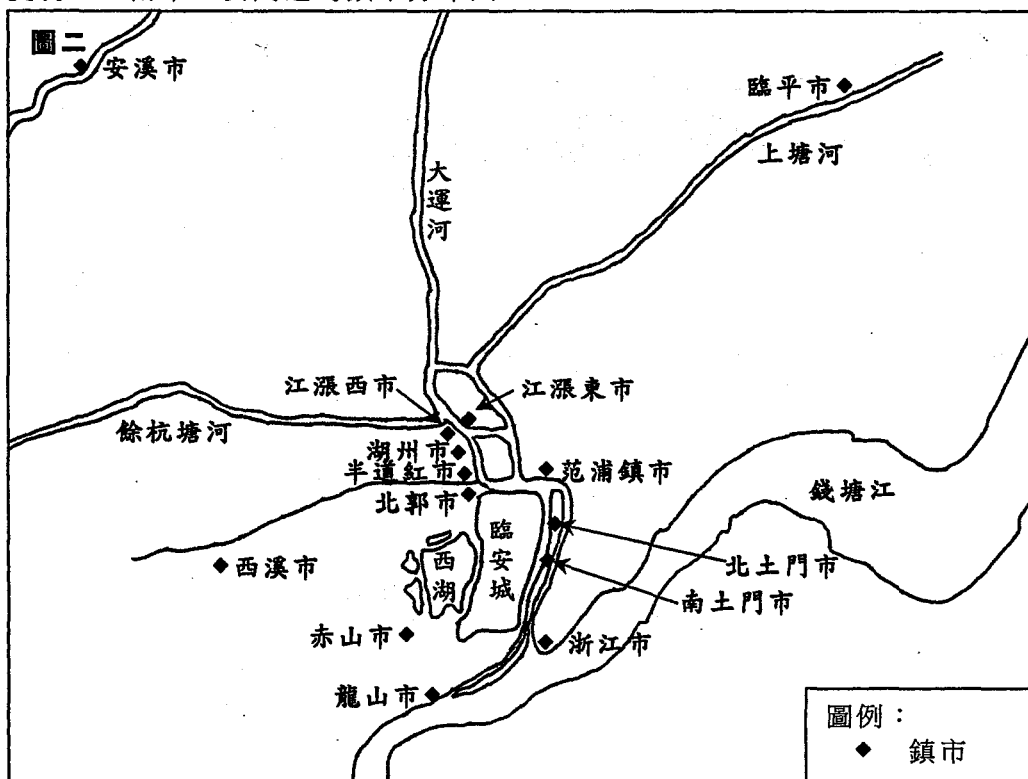 圖二
安溪市
臨平市
上塘河
大運河
江漲西市
江漲東市
餘杭塘河
湖州市
半道紅市
范浦鎮市
錢塘江
北郭市
臨安城
西湖
北土門市
西溪市
南土門市
赤山市
浙江市
龍山市
圖例：
鎮市